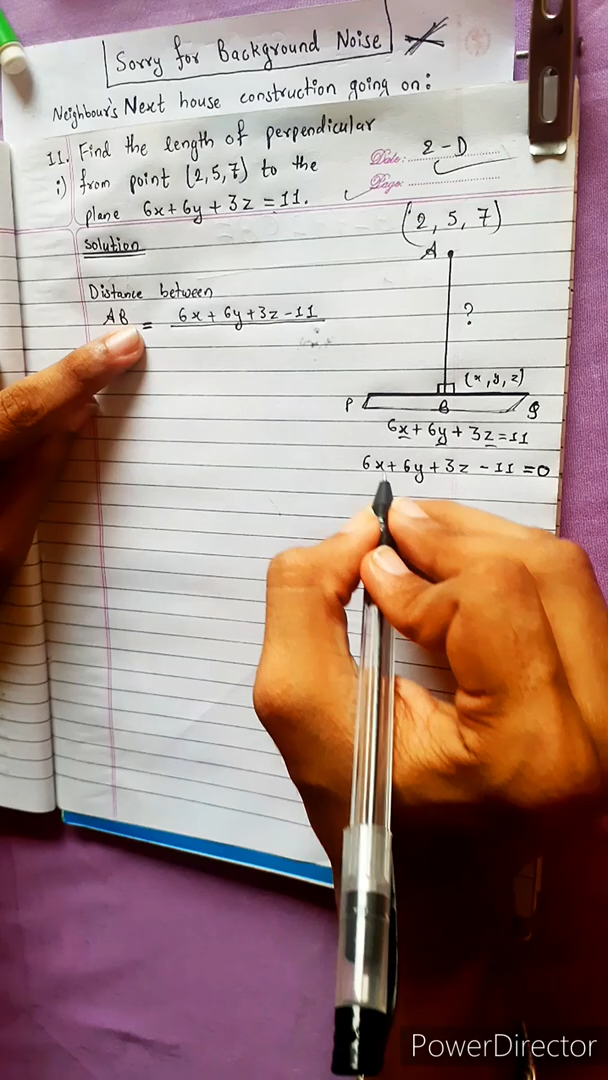 Sorry for Background Noise
Neighbour's Next house construction going on:
11. Find the length of perpendicular
i) from point (2,5,7) to the
plane 6x+6y+3z=11.
Date: 2-D
Page:
solution
(2, 5, 7)
A
Distance between
AB = 6x+6y+3z-11
?
(x, y, z)
P B Q
6x+6y+3z=11
6x+6y+3z-11=0
PowerDirector